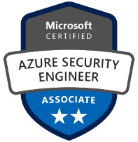 Microsoft
CERTIFIED
AZURE SECURITY
ENGINEER
ASSOCIATE